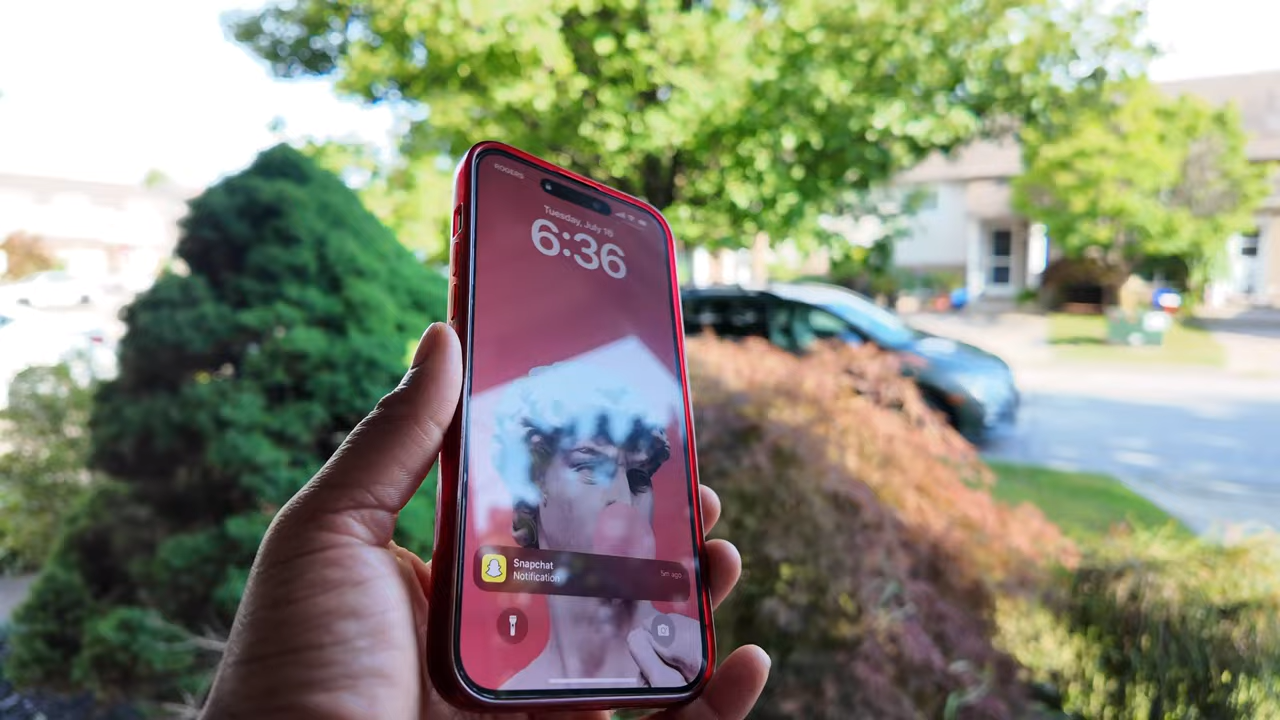 ROGERS
Tuesday, July 16
6:36
Snapchat
5m ago
Notification